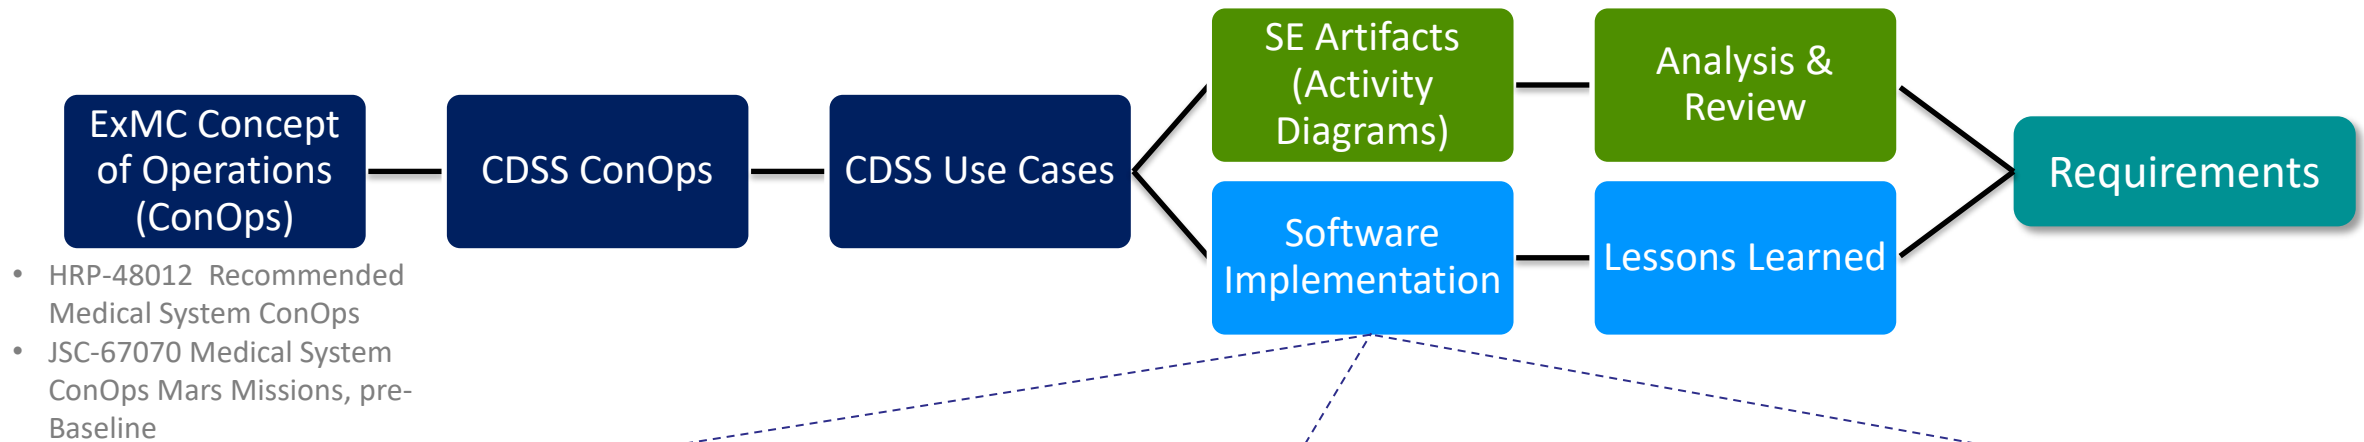 ExMC Concept
of Operations
(ConOps)
• HRP-48012  Recommended
Medical System ConOps
• JSC-67070 Medical System
ConOps Mars Missions, pre-
Baseline
CDSS ConOps
CDSS Use Cases
SE Artifacts
(Activity
Diagrams)
Analysis &
Review
Software
Implementation
Lessons Learned
Requirements